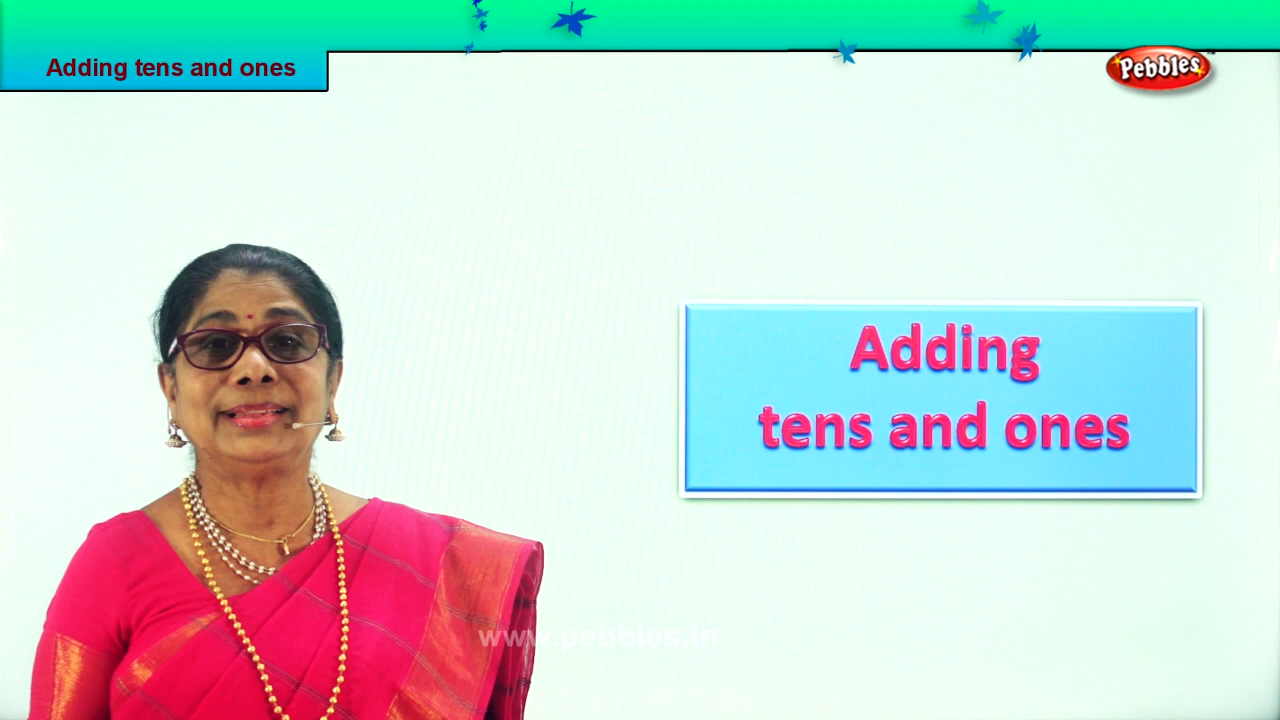 Adding tens and ones
Pebbles
Adding
tens and ones
www.pebbles.in